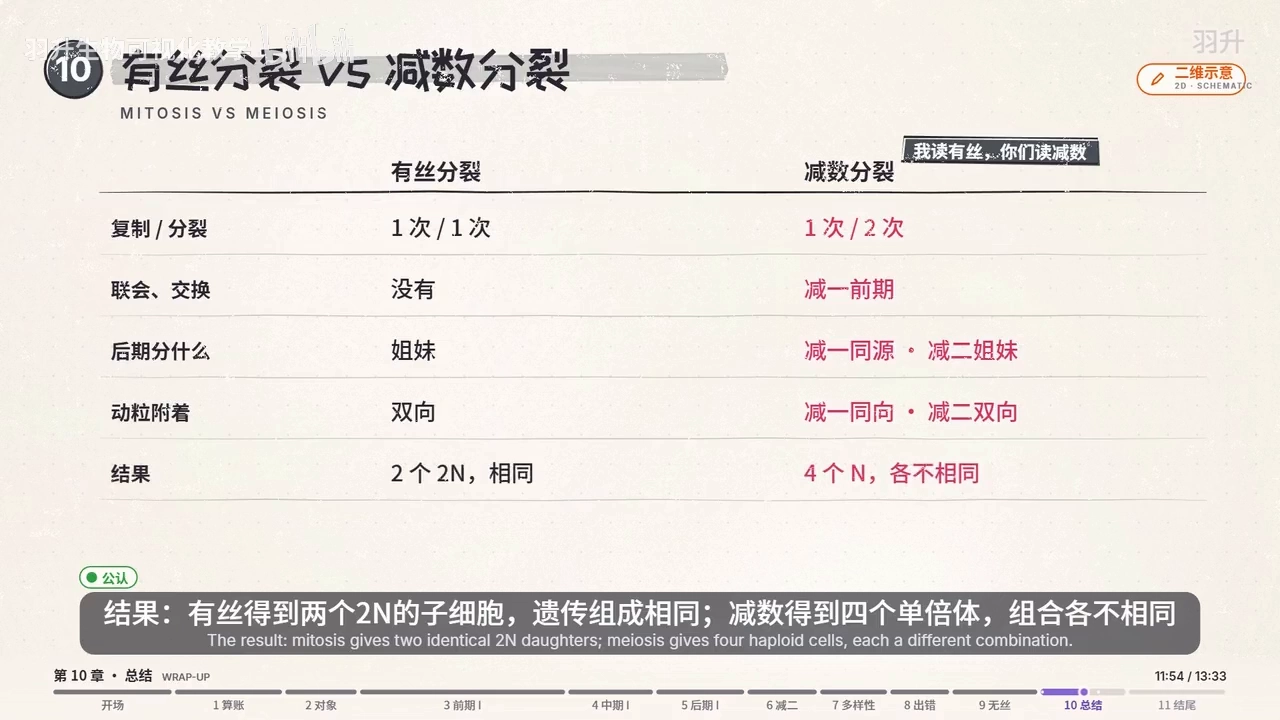 羽升生物可视化教学
羽升
10 有丝分裂 vs 减数分裂
MITOSIS VS MEIOSIS
二维示意
2D · SCHEMATIC
我读有丝，你们读减数
有丝分裂 减数分裂
复制 / 分裂 1 次 / 1 次 1 次 / 2 次
联会、交换 没有 减一前期
后期分什么 姐妹 减一同源 · 减二姐妹
动粒附着 双向 减一同向 · 减二双向
结果 2 个 2N，相同 4 个 N，各不相同
公认
结果：有丝得到两个2N的子细胞，遗传组成相同；减数得到四个单倍体，组合各不相同
The result: mitosis gives two identical 2N daughters; meiosis gives four haploid cells, each a different combination.
第 10 章 · 总结 WRAP-UP 11:54 / 13:33
开场 1 算账 2 对象 3 前期 I 4 中期 I 5 后期 I 6 减二 7 多样性 8 出错 9 无丝 10 总结 11 结尾